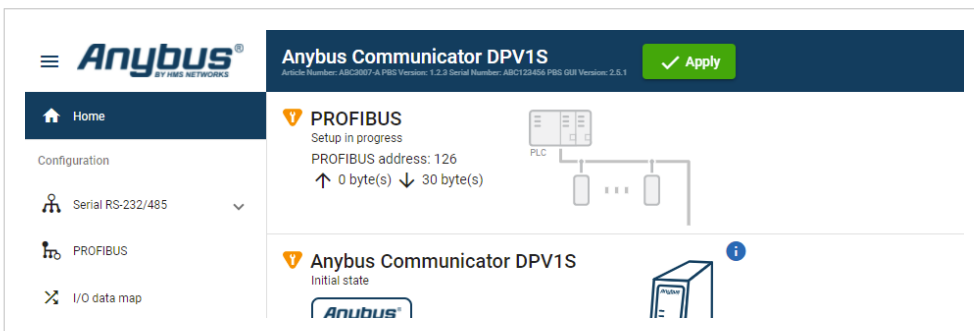 Anybus®
BY HMS NETWORKS
Anybus Communicator DPV1S
Article Number: ABC3007-A PBS Version: 1.2.3 Serial Number: ABC123456 PBS GUI Version: 2.5.1
Apply
Home
Configuration
Serial RS-232/485
PROFIBUS
I/O data map
PROFIBUS
Setup in progress
PROFIBUS address: 126
↑ 0 byte(s) ↓ 30 byte(s)
PLC
Anybus Communicator DPV1S
Initial state
Anybus®
Anybus